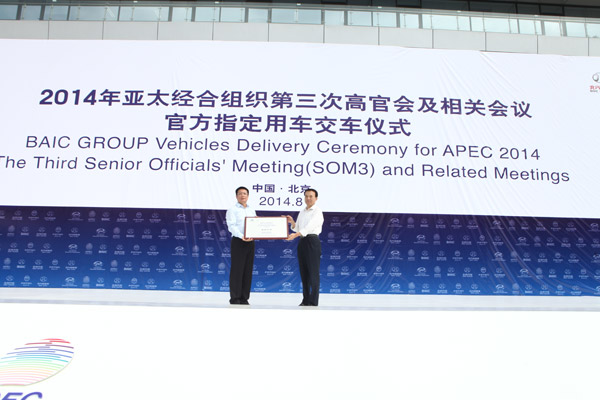 2014年亚太经合组织第三次高官会及相关会议
官方指定用车交车仪式
BAIC GROUP Vehicles Delivery Ceremony for APEC 2014
The Third Senior Officials' Meeting(SOM3) and Related Meetings
中国·北京
2014.8